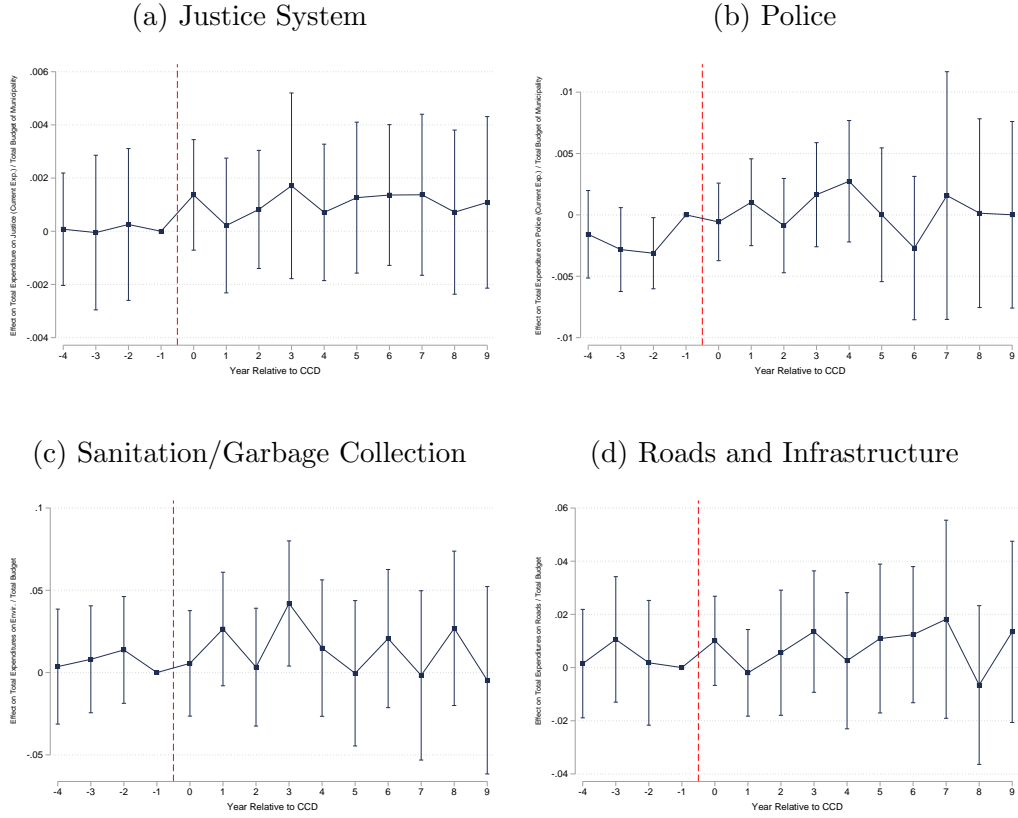 (a) Justice System
Effect on Total Expenditure on Justice (Current Exp.) / Total Budget of Municipality
.006
.004
.002
0
-.002
-.004
-4 -3 -2 -1 0 1 2 3 4 5 6 7 8 9
Year Relative to CCD
(b) Police
Effect on Total Expenditure on Police (Current Exp.) / Total Budget of Municipality
.01
.005
0
-.005
-.01
-4 -3 -2 -1 0 1 2 3 4 5 6 7 8 9
Year Relative to CCD
(c) Sanitation/Garbage Collection
Effect on Total Expenditures on Envir. / Total Budget
.1
.05
0
-.05
-4 -3 -2 -1 0 1 2 3 4 5 6 7 8 9
Year Relative to CCD
(d) Roads and Infrastructure
Effect on Total Expenditures on Roads / Total Budget
.06
.04
.02
0
-.02
-.04
-4 -3 -2 -1 0 1 2 3 4 5 6 7 8 9
Year Relative to CCD